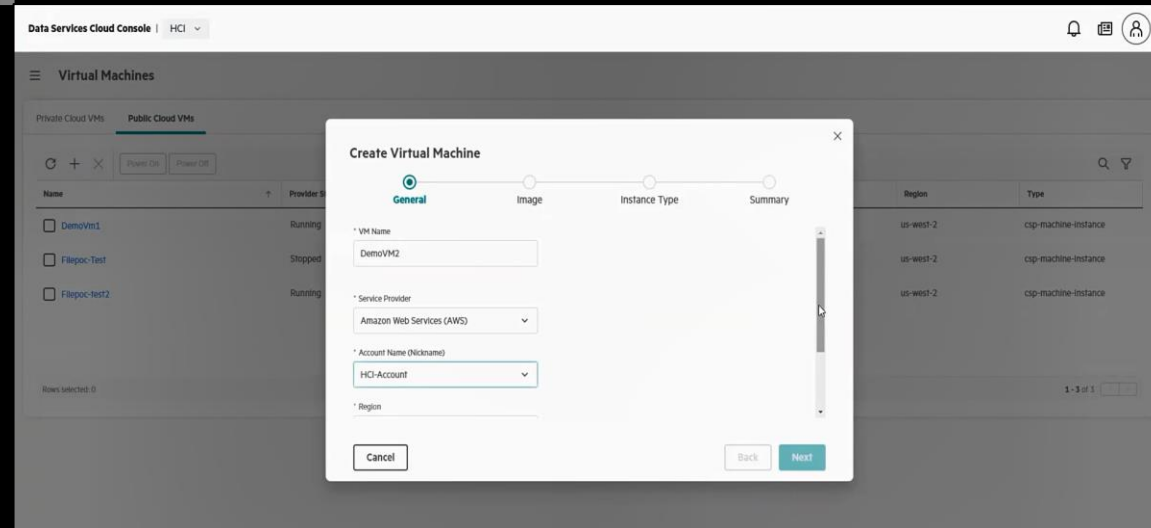 Data Services Cloud Console | HCI
Virtual Machines
Private Cloud VMs Public Cloud VMs
Power On Power Off
Name Provider S Region Type
DemoVm1 Running us-west-2 csp-machine-instance
Filepoc-Test Stopped us-west-2 csp-machine-instance
Filepoc-test2 Running us-west-2 csp-machine-instance
Rows selected: 0 1 - 3 of 1
Create Virtual Machine
General Image Instance Type Summary
* VM Name
DemoVM2
* Service Provider
Amazon Web Services (AWS)
* Account Name (Nickname)
HCI-Account
* Region
Cancel Back Next